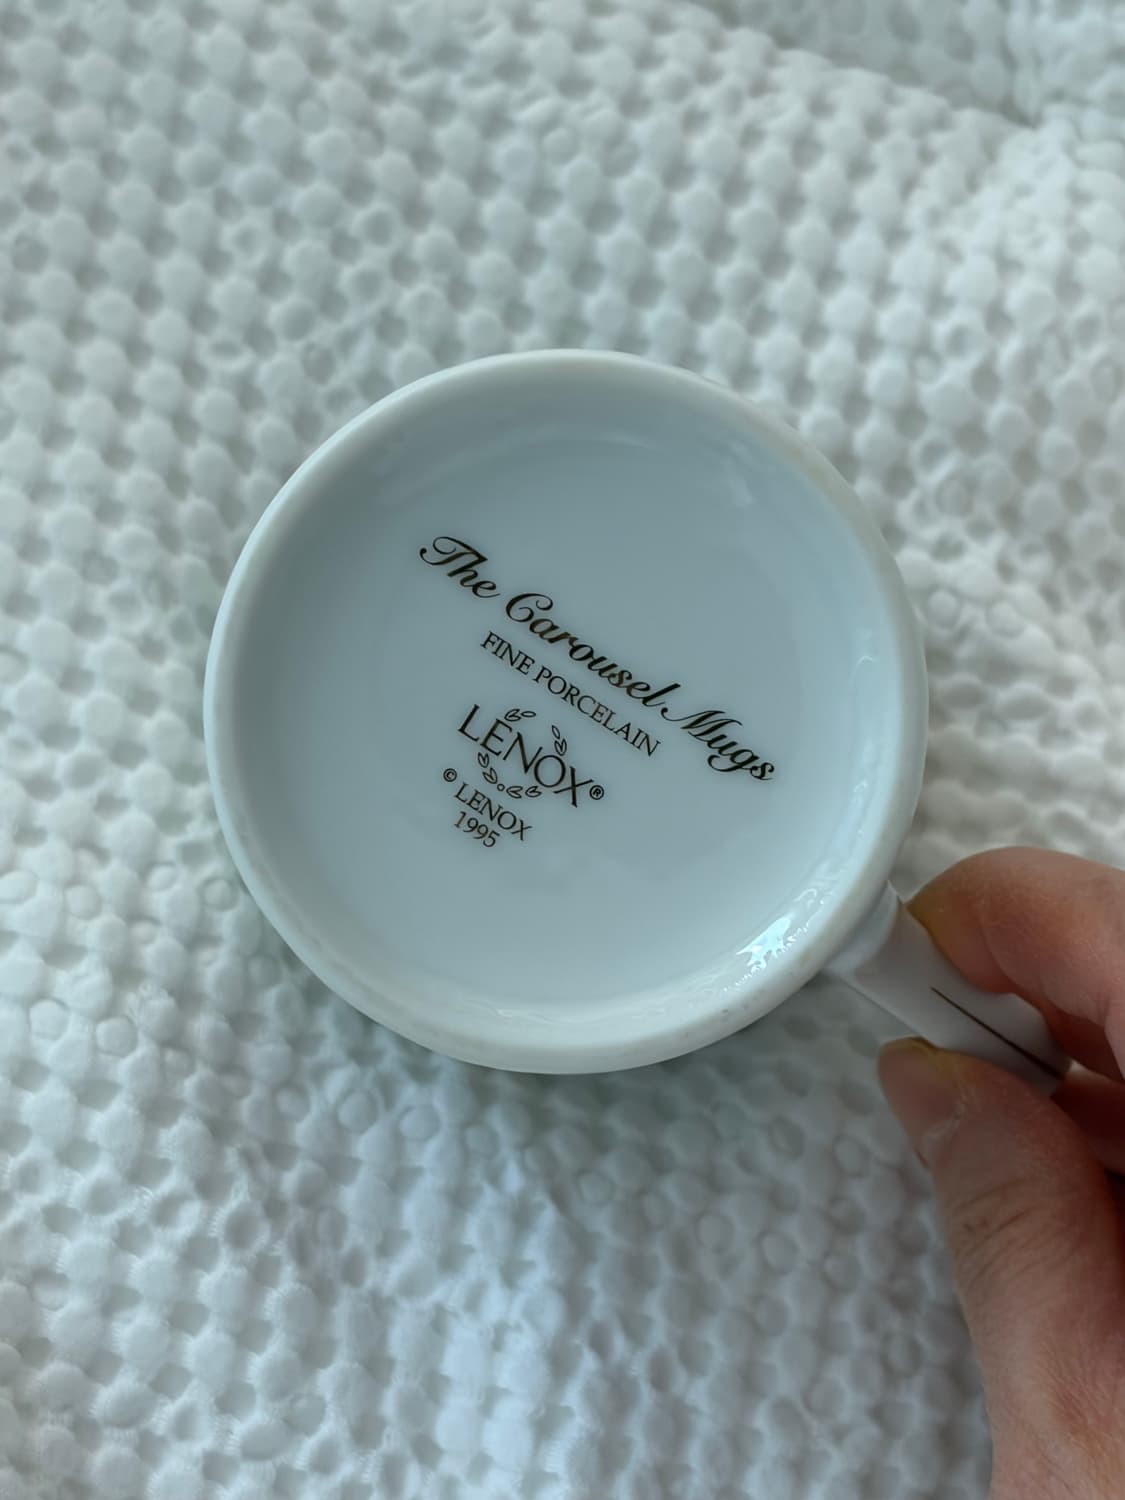 The Carousel Mugs
FINE PORCELAIN
LENOX®
© LENOX
1995